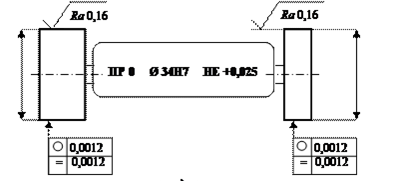 Ra 0,16 Ra 0,16
ПР 0 Ø 34H7 НЕ +0,025
○ 0,0012 ○ 0,0012
= 0,0012 = 0,0012